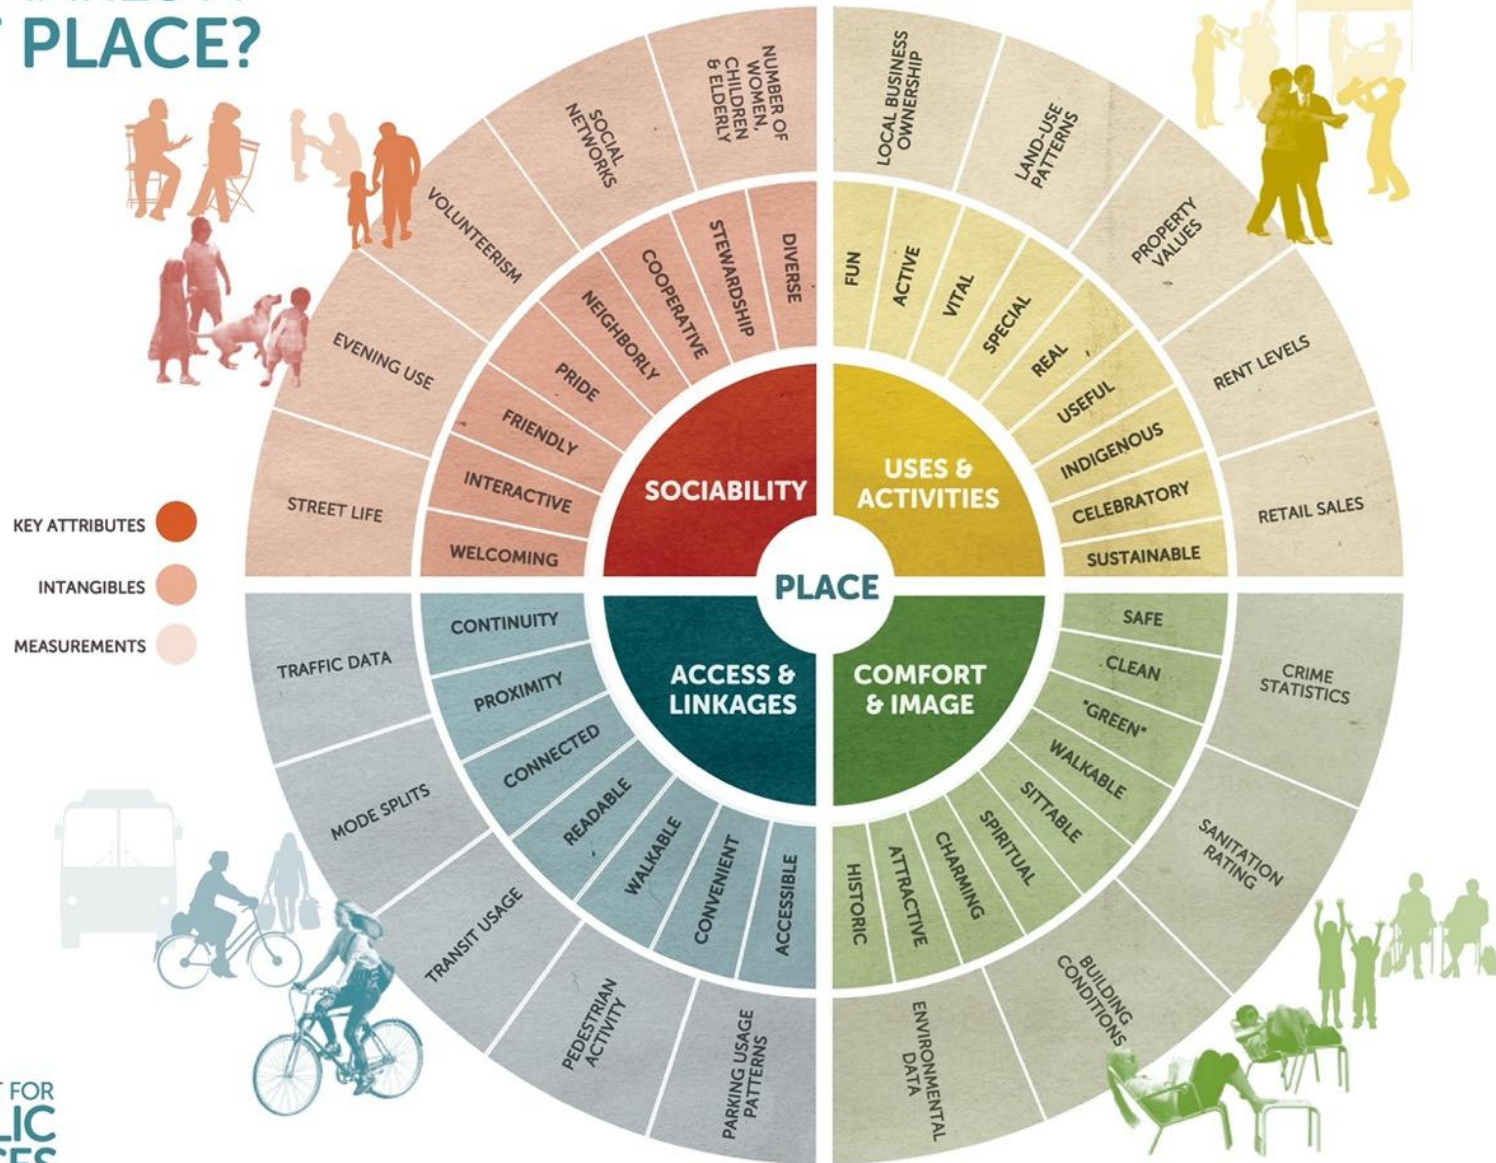 PLACE?
KEY ATTRIBUTES
INTANGIBLES
MEASUREMENTS
PLACE
SOCIABILITY
USES &
ACTIVITIES
ACCESS &
LINKAGES
COMFORT
& IMAGE
DIVERSE
STEWARDSHIP
COOPERATIVE
NEIGHBORLY
PRIDE
FRIENDLY
INTERACTIVE
WELCOMING
NUMBER OF
WOMEN,
CHILDREN
& ELDERLY
SOCIAL
NETWORKS
VOLUNTEERISM
EVENING USE
STREET LIFE
FUN
ACTIVE
VITAL
SPECIAL
REAL
USEFUL
INDIGENOUS
CELEBRATORY
SUSTAINABLE
LOCAL BUSINESS
OWNERSHIP
LAND-USE
PATTERNS
PROPERTY
VALUES
RENT LEVELS
RETAIL SALES
CONTINUITY
PROXIMITY
CONNECTED
READABLE
WALKABLE
CONVENIENT
ACCESSIBLE
TRAFFIC DATA
MODE SPLITS
TRANSIT USAGE
PEDESTRIAN
ACTIVITY
PARKING USAGE
PATTERNS
SAFE
CLEAN
"GREEN"
WALKABLE
SITTABLE
SPIRITUAL
CHARMING
ATTRACTIVE
HISTORIC
CRIME
STATISTICS
SANITATION
RATING
BUILDING
CONDITIONS
ENVIRONMENTAL
DATA
FOR